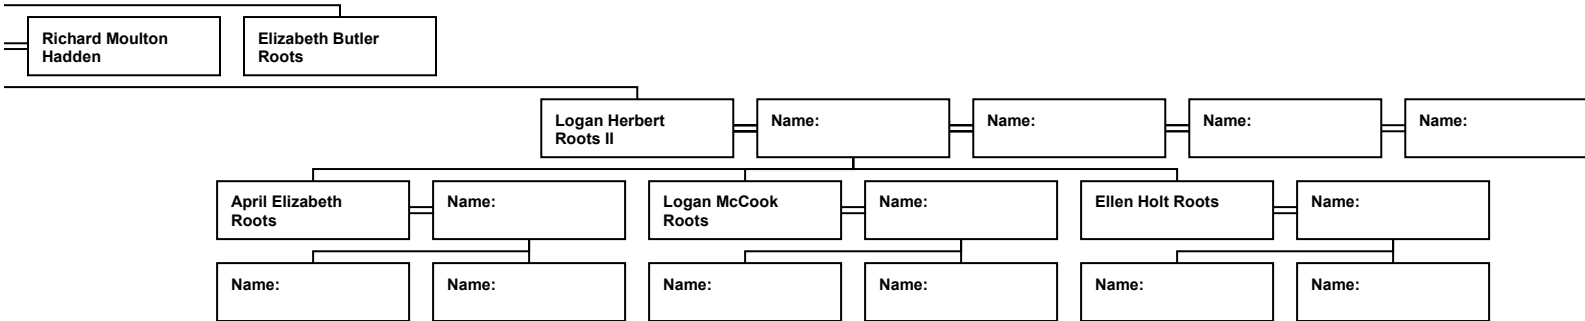 Richard Moulton
Hadden
Elizabeth Butler
Roots
Logan Herbert
Roots II
Name:
Name:
Name:
Name:
April Elizabeth
Roots
Name:
Logan McCook
Roots
Name:
Ellen Holt Roots
Name:
Name:
Name:
Name:
Name:
Name:
Name: